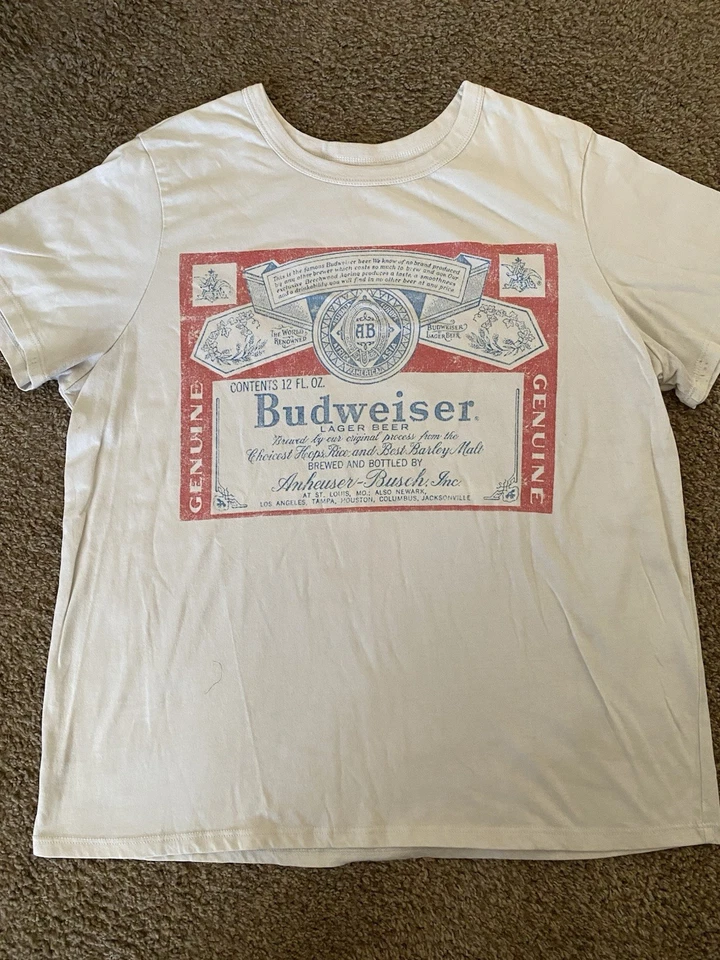 This is the famous Budweiser beer. We know of no brand produced
by any other brewer which costs so much to brew and age. Our
exclusive Beechwood Ageing produces a taste, a smoothness
and a drinkability you will find in no other beer at any price.
THE WORLD
RENOWNED
AB
BUDWEISER
LAGER BEER
AMERICA
CONTENTS 12 FL. OZ.
GENUINE
Budweiser®
GENUINE
LAGER BEER
Brewed by our original process from the
Choicest Hops, Rice and Best Barley Malt
BREWED AND BOTTLED BY
Anheuser-Busch, Inc.
AT ST. LOUIS, MO.; ALSO NEWARK,
LOS ANGELES, TAMPA, HOUSTON, COLUMBUS, JACKSONVILLE